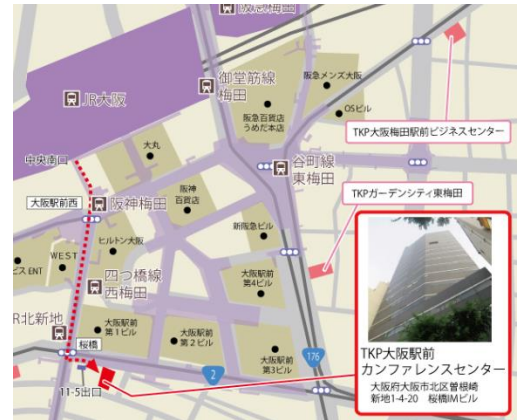 阪急梅田
御堂筋線
梅田
阪急メンズ大阪
OSビル
JR大阪
阪急百貨店
うめだ本店
TKP大阪梅田駅前ビジネスセンター
大丸
中央南口
谷町線
東梅田
大阪駅前西
阪神梅田
阪神
百貨店
TKPガーデンシティ東梅田
新阪急ビル
ヒルトン大阪
WEST
ビス ENT
四つ橋線
西梅田
大阪駅前
第4ビル
R北新地
大阪駅前
第1ビル
大阪駅前
第2ビル
桜橋
大阪駅前
第3ビル
176
2
11-5出口
TKP大阪駅前
カンファレンスセンター
大阪府大阪市北区曽根崎
新地1-4-20 桜橋IMビル